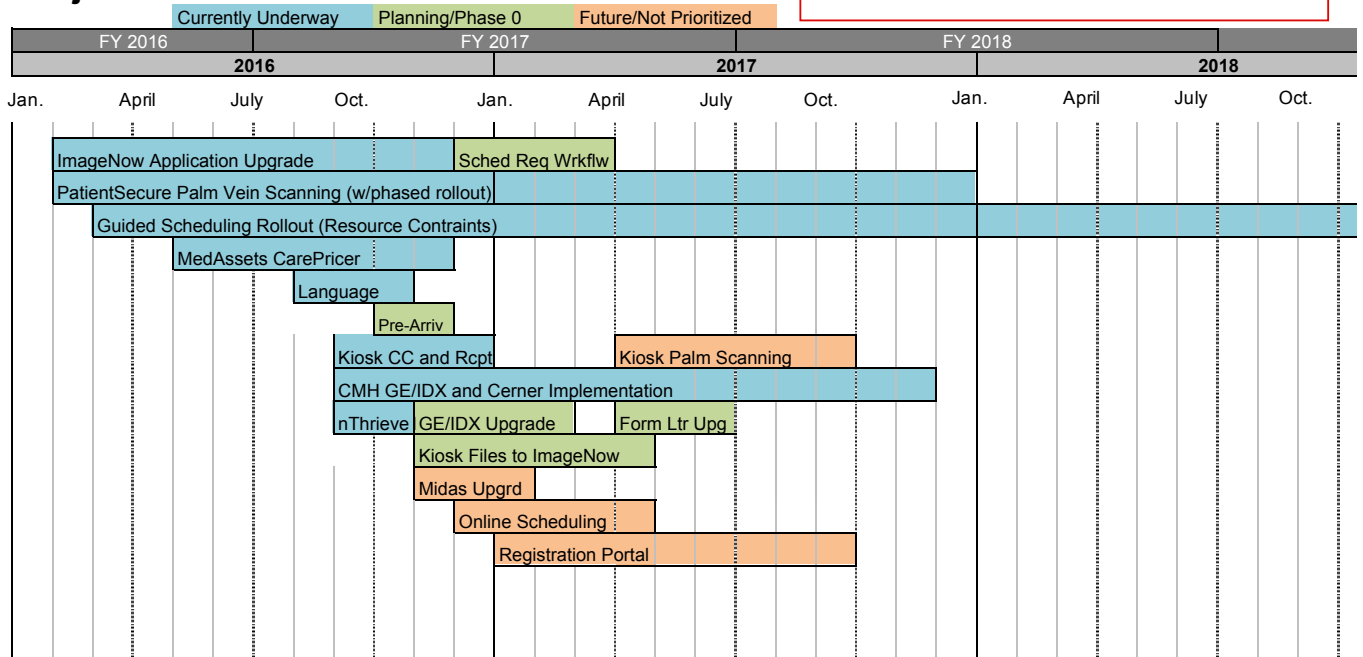 Currently Underway Planning/Phase 0 Future/Not Prioritized
FY 2016 FY 2017 FY 2018
2016 2017 2018
Jan. April July Oct. Jan. April July Oct. Jan. April July Oct.
ImageNow Application Upgrade Sched Req Wrkflw
PatientSecure Palm Vein Scanning (w/phased rollout)
Guided Scheduling Rollout (Resource Contraints)
MedAssets CarePricer
Language
Pre-Arriv
Kiosk CC and Rcpt Kiosk Palm Scanning
CMH GE/IDX and Cerner Implementation
nThrieve GE/IDX Upgrade Form Ltr Upg
Kiosk Files to ImageNow
Midas Upgrd
Online Scheduling
Registration Portal